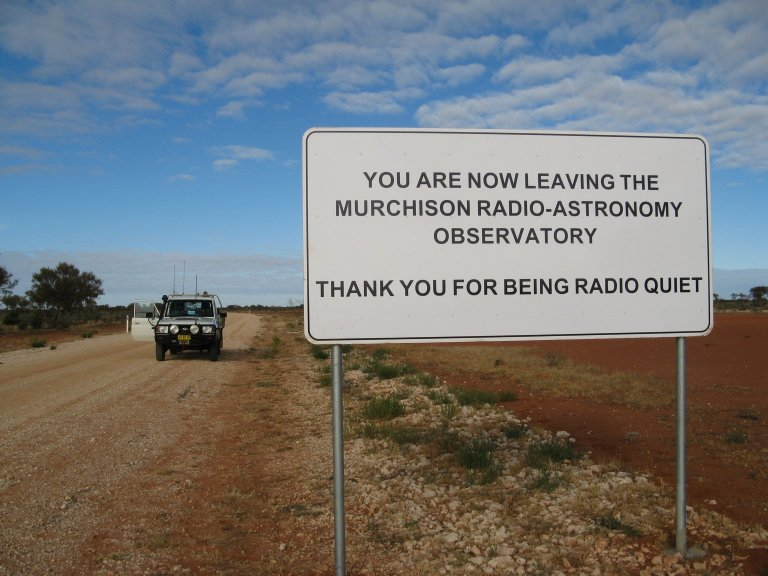 YOU ARE NOW LEAVING THE
MURCHISON RADIO-ASTRONOMY
OBSERVATORY
THANK YOU FOR BEING RADIO QUIET